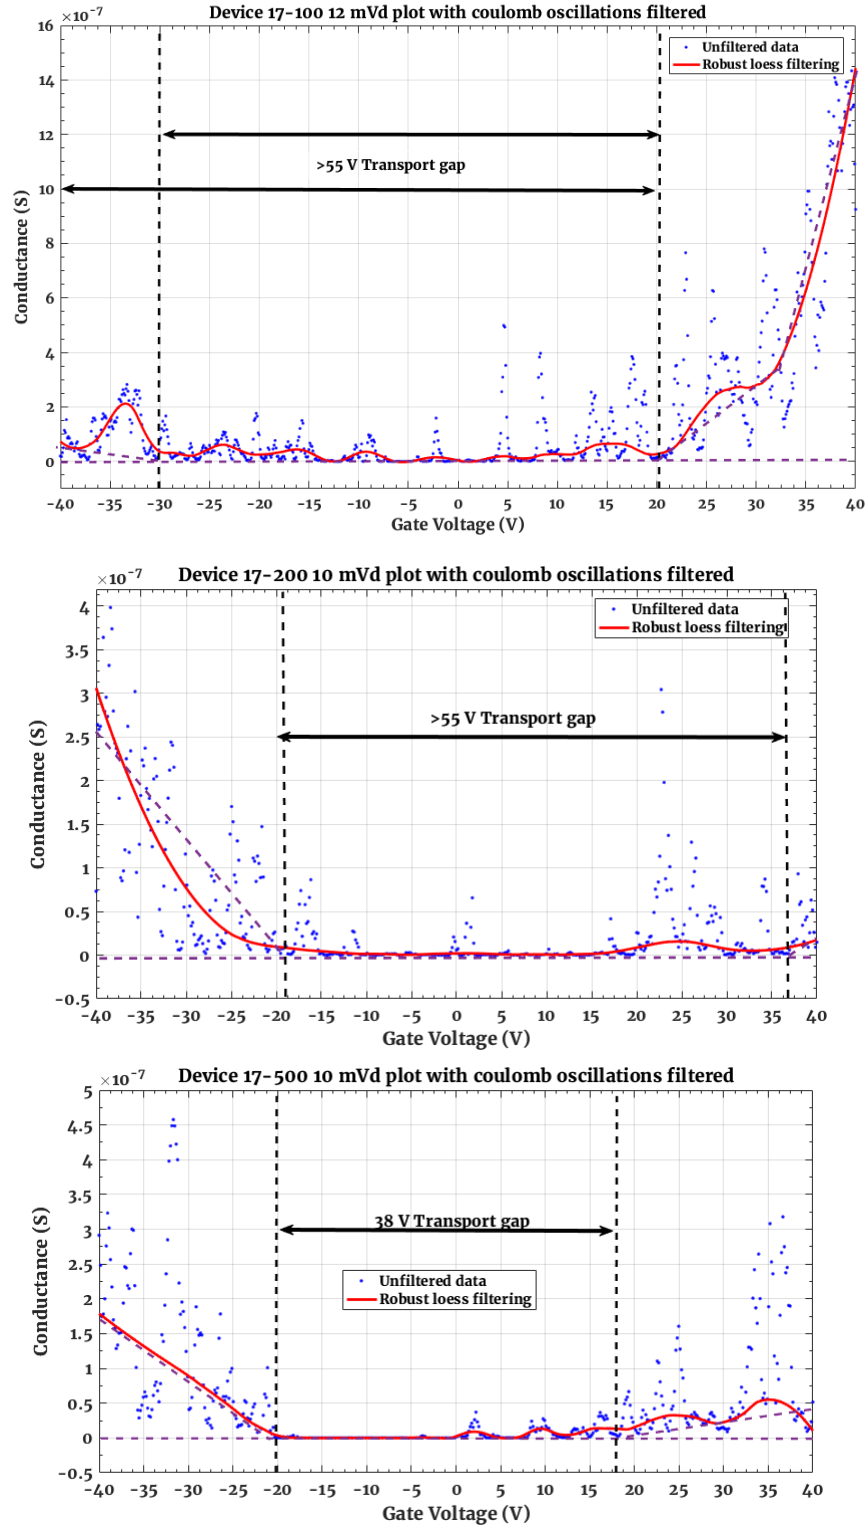 Device 17-100 12 mVd plot with coulomb oscillations filtered
×10⁻⁷
16
14
12
10
8
6
4
2
0
Conductance (S)
Unfiltered data
Robust loess filtering
>55 V Transport gap
-40 -35 -30 -25 -20 -15 -10 -5 0 5 10 15 20 25 30 35 40
Gate Voltage (V)
Device 17-200 10 mVd plot with coulomb oscillations filtered
×10⁻⁷
4
3.5
3
2.5
2
1.5
1
0.5
0
-0.5
Conductance (S)
Unfiltered data
Robust loess filtering
>55 V Transport gap
-40 -35 -30 -25 -20 -15 -10 -5 0 5 10 15 20 25 30 35 40
Gate Voltage (V)
Device 17-500 10 mVd plot with coulomb oscillations filtered
×10⁻⁷
5
4.5
4
3.5
3
2.5
2
1.5
1
0.5
0
-0.5
Conductance (S)
38 V Transport gap
Unfiltered data
Robust loess filtering
-40 -35 -30 -25 -20 -15 -10 -5 0 5 10 15 20 25 30 35 40
Gate Voltage (V)